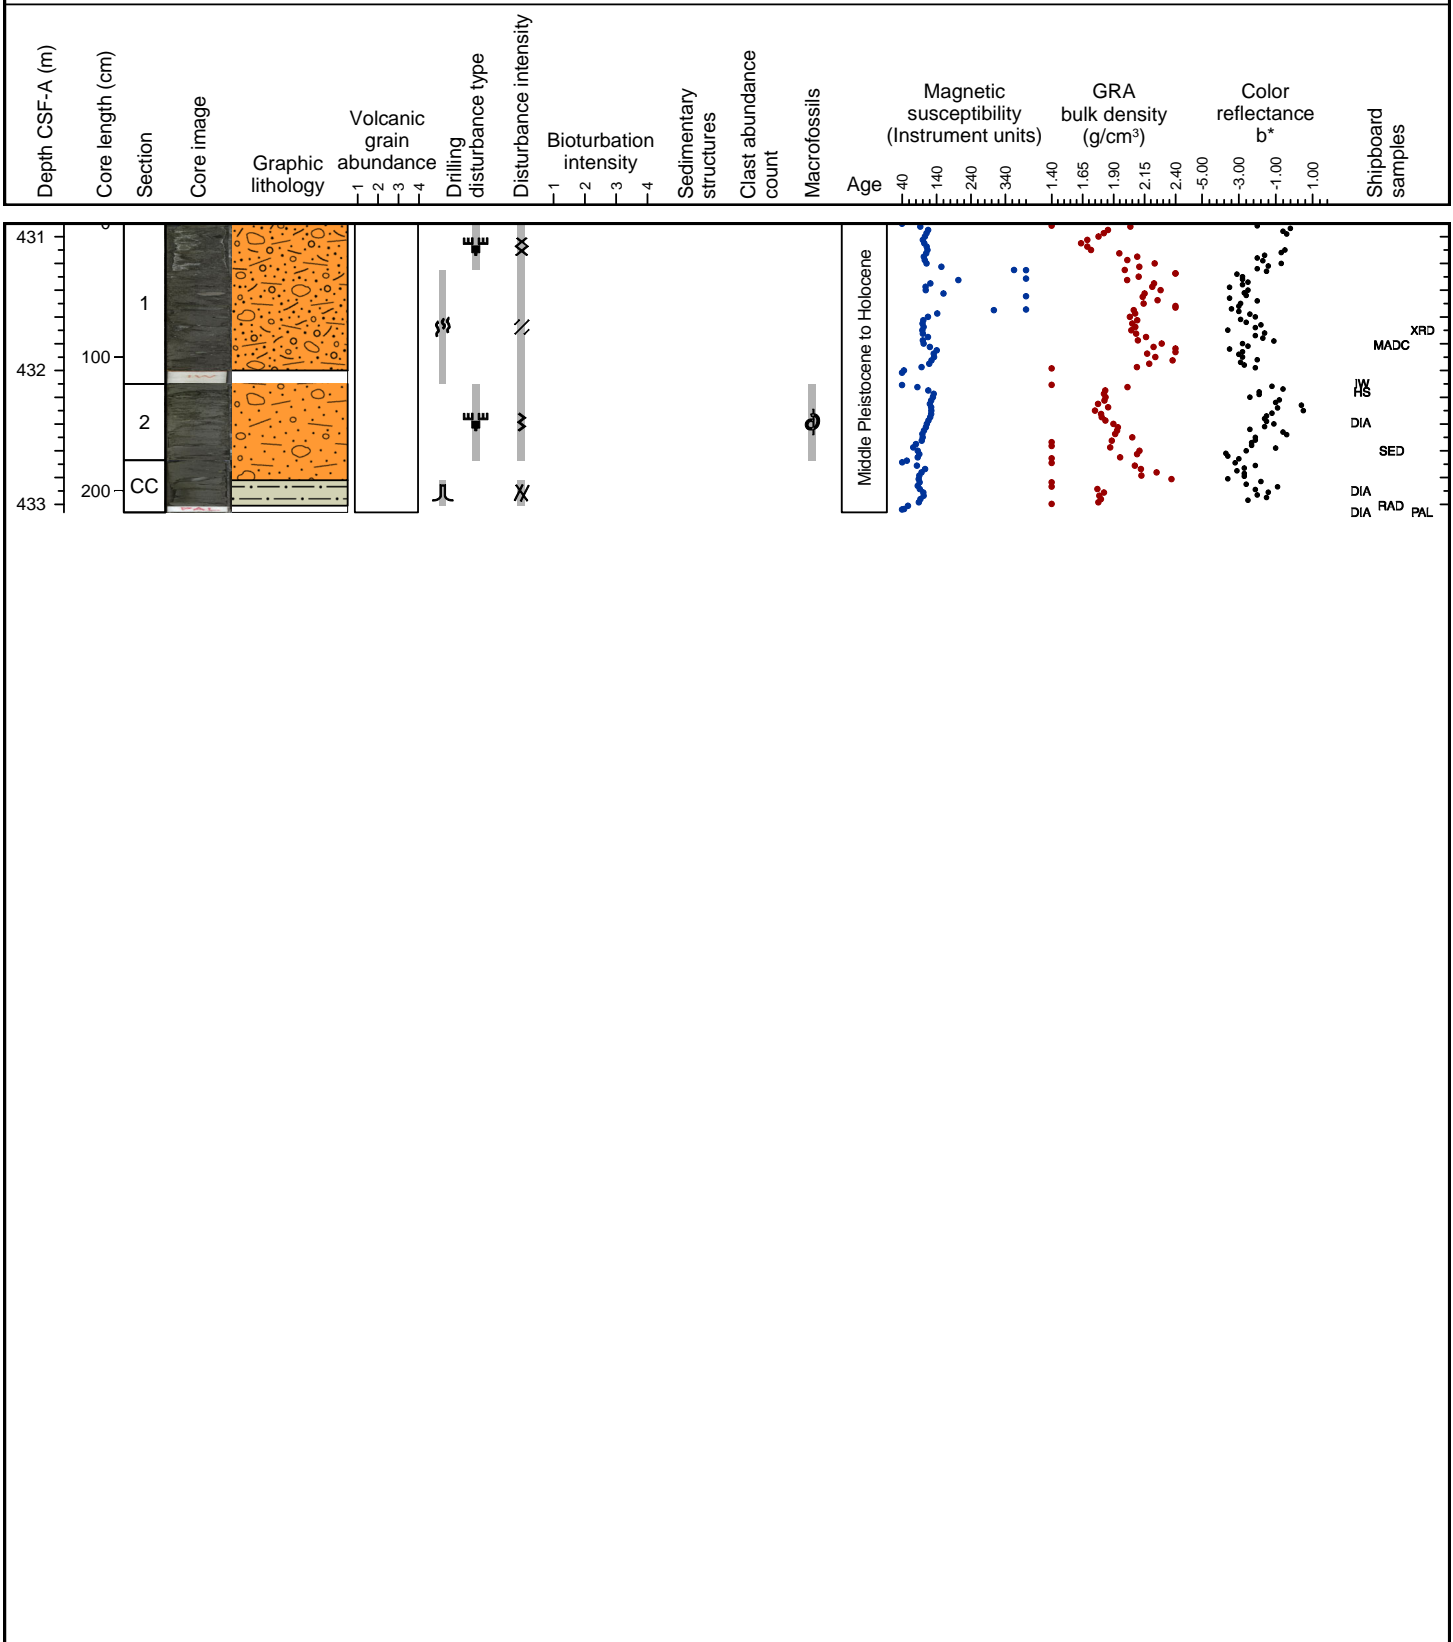 Depth CSF-A (m)
Core length (cm)
Section
Core image
Graphic
lithology
Volcanic
grain
abundance
1 2 3 4
Drilling
disturbance type
Disturbance intensity
Bioturbation
intensity
1 2 3 4
Sedimentary
structures
Clast abundance
count
Macrofossils
Age
Magnetic
susceptibility
(Instrument units)
40 140 240 340
GRA
bulk density
(g/cm³)
1.40 1.65 1.90 2.15 2.40
Color
reflectance
b*
-5.00 -3.00 -1.00 1.00
Shipboard
samples
431
432
433
0
100
200
1
2
CC
PAL
Middle Pleistocene to Holocene
XRD
MADC
IW
HS
DIA
SED
DIA
RAD
DIA
PAL